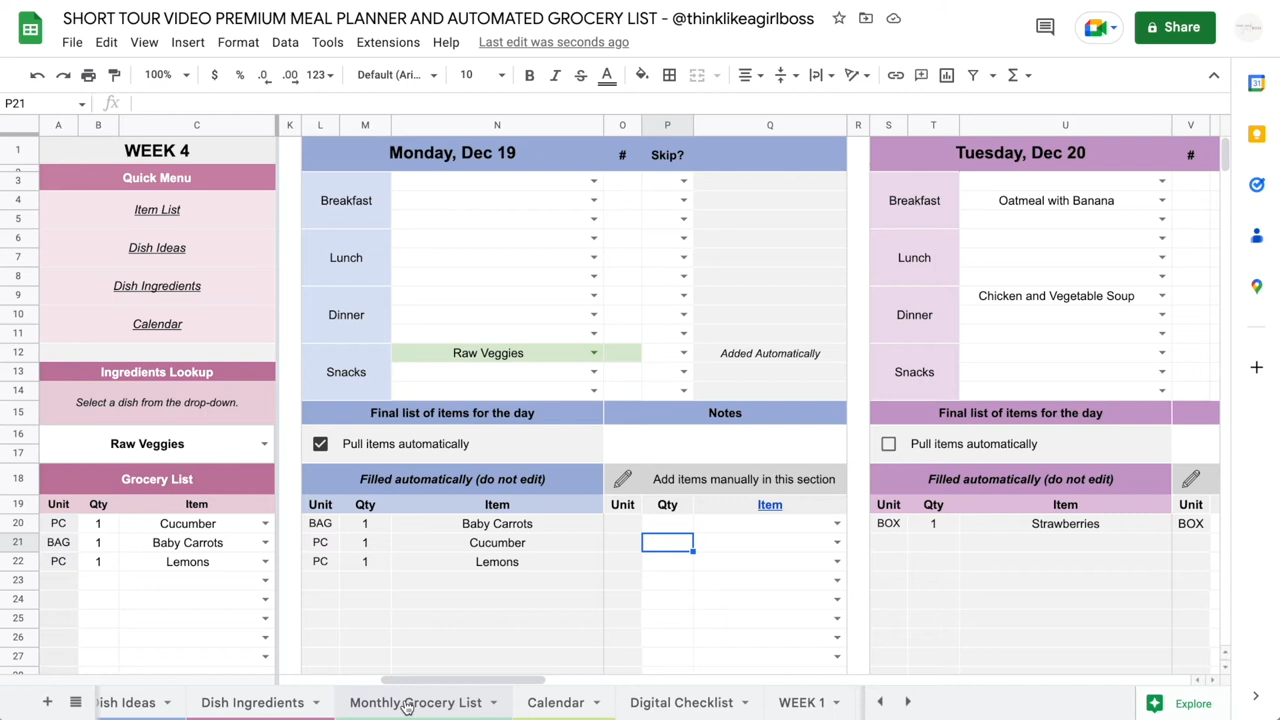 SHORT TOUR VIDEO PREMIUM MEAL PLANNER AND AUTOMATED GROCERY LIST - @thinklikeagirlboss
File Edit View Insert Format Data Tools Extensions Help Last edit was seconds ago
Share
100% $ % .0 .00 123 Default (Ari... 10 B I S A
P21 fx
A B C K L M N O P Q R S T U V
1 WEEK 4 Monday, Dec 19 # Skip? Tuesday, Dec 20 #
Quick Menu
3
4 Item List Breakfast Breakfast Oatmeal with Banana
5
6 Dish Ideas
7 Lunch Lunch
8 Dish Ingredients
9 Chicken and Vegetable Soup
10 Calendar Dinner Dinner
11
12 Raw Veggies Added Automatically
13 Ingredients Lookup Snacks Snacks
14 Select a dish from the drop-down.
15 Final list of items for the day Notes Final list of items for the day
16 Raw Veggies Pull items automatically Pull items automatically
17
18 Grocery List Filled automatically (do not edit) Add items manually in this section Filled automatically (do not edit)
19 Unit Qty Item Unit Qty Item Unit Qty Item Unit Qty Item Unit
20 PC 1 Cucumber BAG 1 Baby Carrots BOX 1 Strawberries BOX
21 BAG 1 Baby Carrots PC 1 Cucumber
22 PC 1 Lemons PC 1 Lemons
23
24
25
26
27
Dish Ideas Dish Ingredients Monthly Grocery List Calendar Digital Checklist WEEK 1 Explore